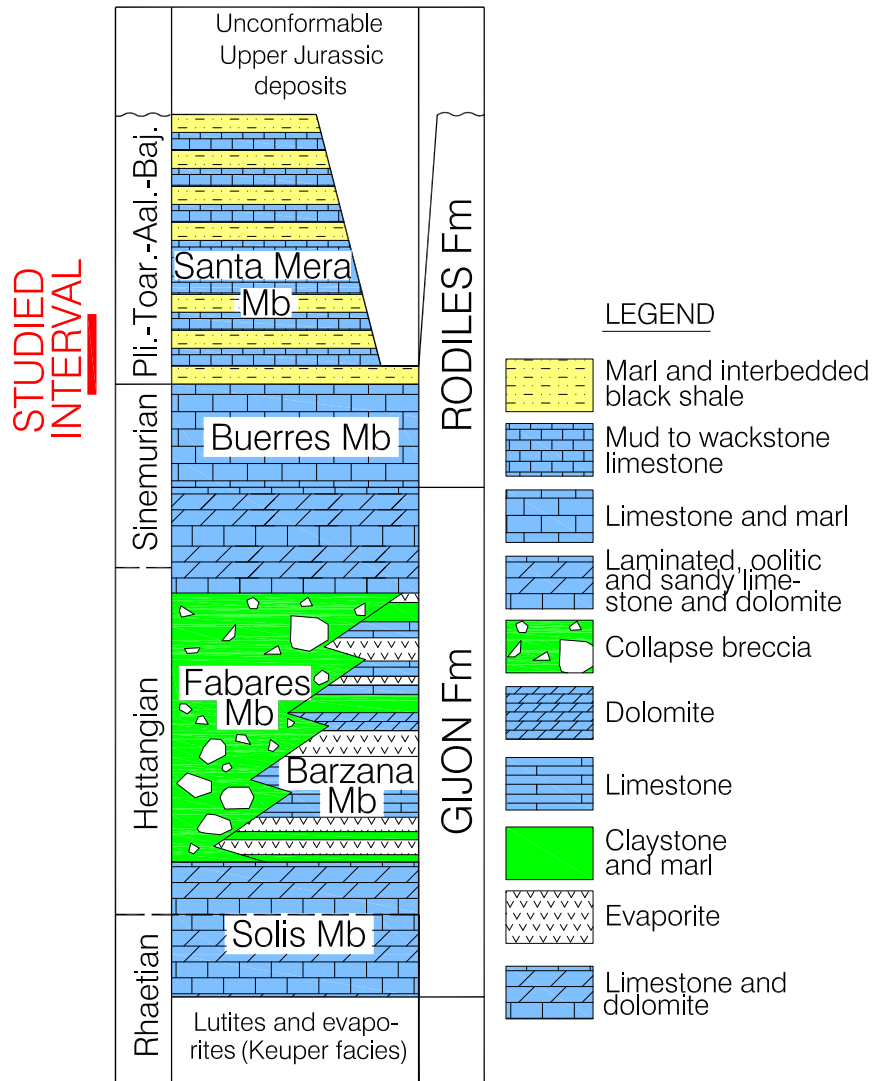 Unconformable
Upper Jurassic
deposits
STUDIED
INTERVAL
Pli.-Toar.-Aal.-Baj.
Sinemurian
Hettangian
Rhaetian
Santa Mera
Mb
Buerres Mb
Fabares
Mb
Barzana
Mb
Solis Mb
Lutites and evapo-
rites (Keuper facies)
RODILES Fm
GIJON Fm
LEGEND
Marl and interbedded
black shale
Mud to wackstone
limestone
Limestone and marl
Laminated, oolitic
and sandy lime-
stone and dolomite
Collapse breccia
Dolomite
Limestone
Claystone
and marl
Evaporite
Limestone and
dolomite